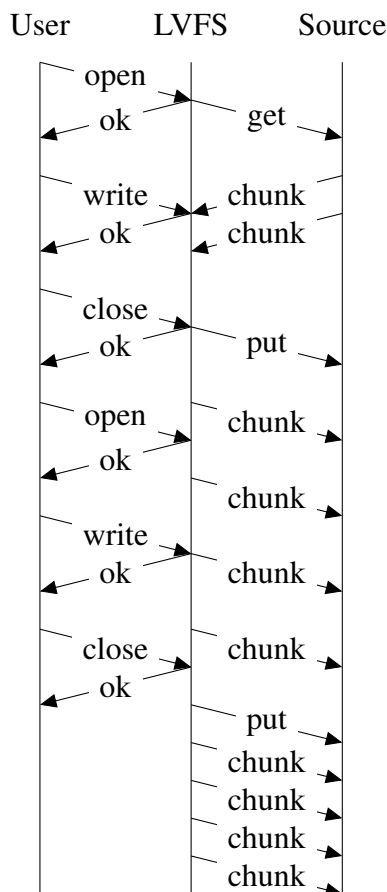 User LVFS Source
open
ok get
write chunk
ok chunk
close
ok put
open chunk
ok
chunk
write
ok chunk
close chunk
ok
put
chunk
chunk
chunk
chunk